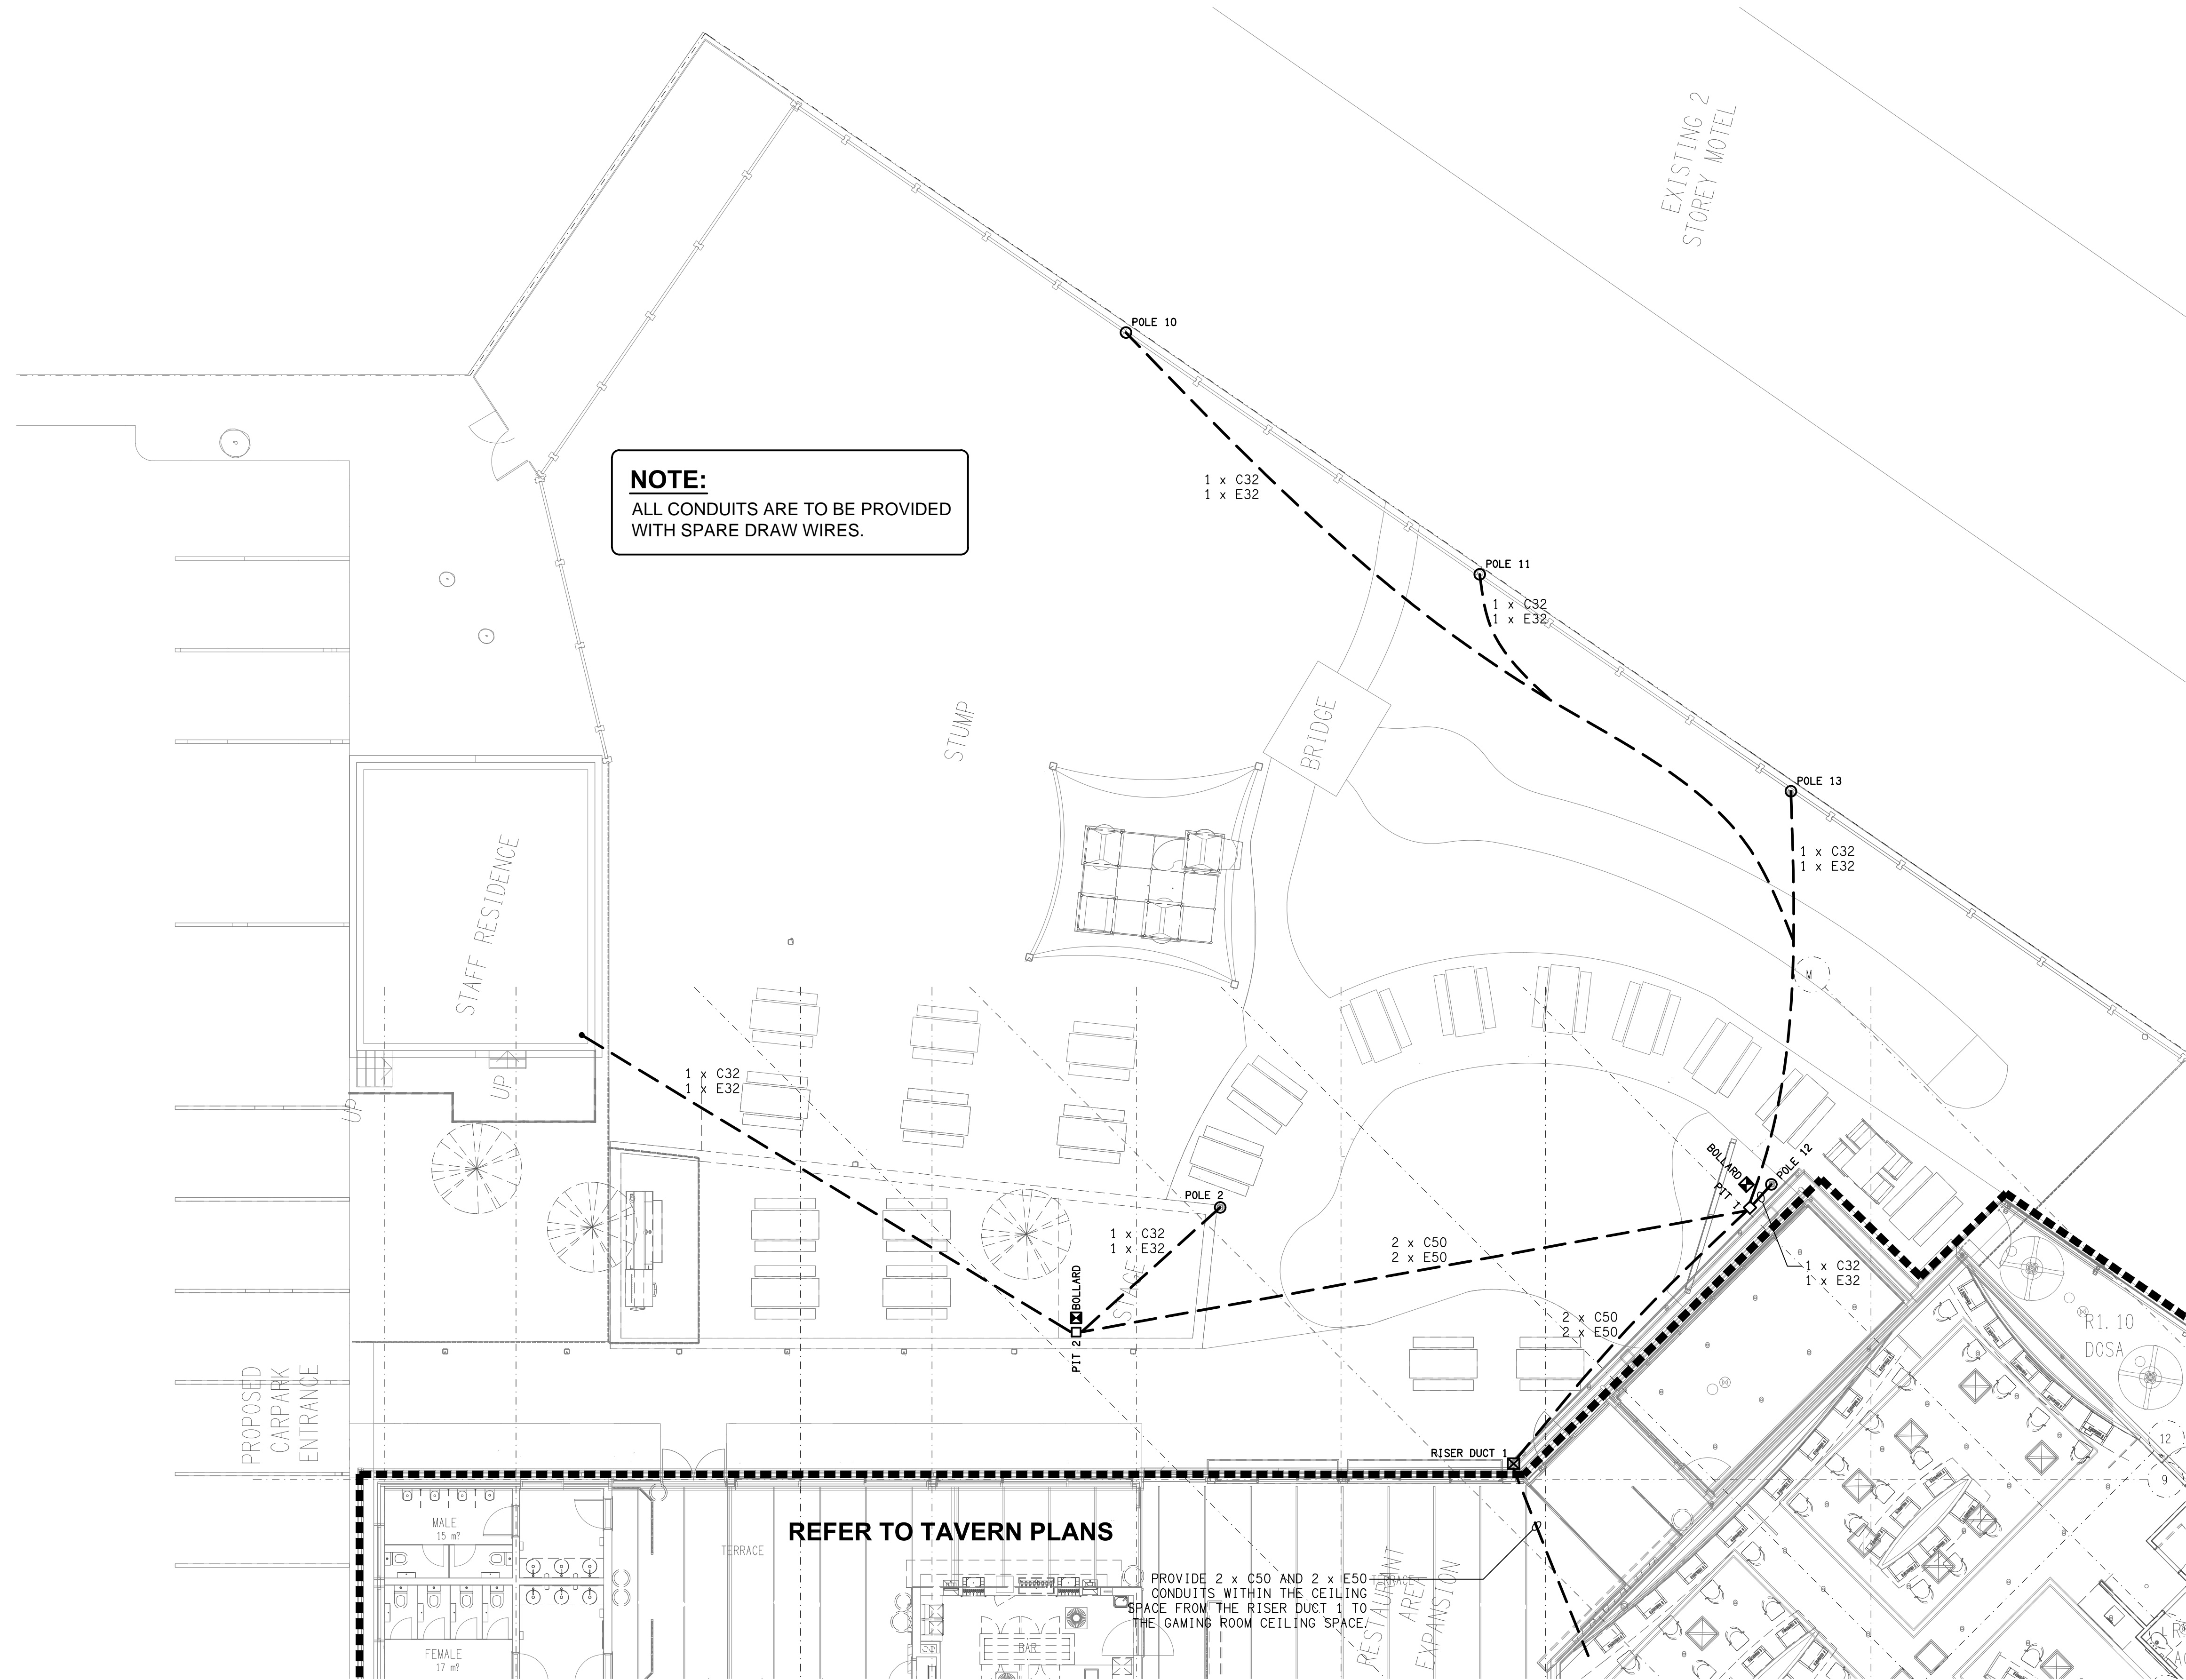 EXISTING 2
STOREY MOTEL
POLE 10
NOTE:
ALL CONDUITS ARE TO BE PROVIDED
WITH SPARE DRAW WIRES.
1 x C32
1 x E32
POLE 11
1 x C32
1 x E32
STUMP
BRIDGE
POLE 13
1 x C32
1 x E32
STAFF RESIDENCE
M
UP
UP
1 x C32
1 x E32
BOLLARD
POLE 12
PIT 1
POLE 2
1 x C32
1 x E32
2 x C50
2 x E50
1 x C32
1 x E32
BOLLARD
STAGE
PIT 2
2 x C50
2 x E50
R1.10
DOSA
PROPOSED
CARPARK
ENTRANCE
RISER DUCT 1
12
9
MALE
15 m?
TERRACE
REFER TO TAVERN PLANS
PROVIDE 2 x C50 AND 2 x E50
CONDUITS WITHIN THE CEILING
SPACE FROM THE RISER DUCT 1 TO
THE GAMING ROOM CEILING SPACE.
TERRACE
RESTAURANT
AREA
EXPANSION
BAR
FEMALE
17 m?